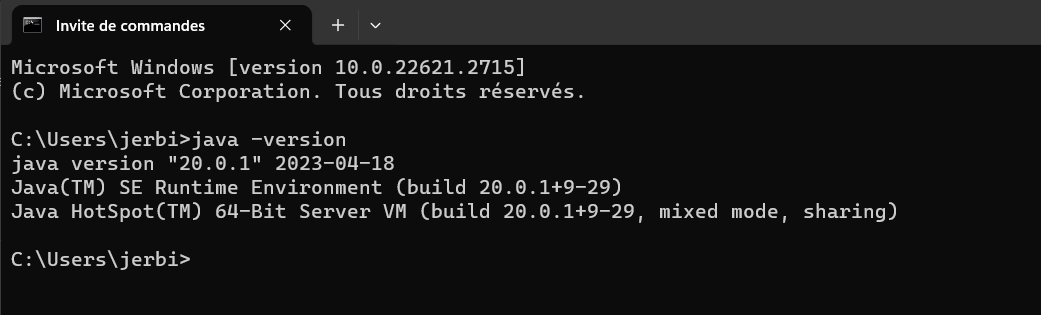 Invite de commandes
Microsoft Windows [version 10.0.22621.2715]
(c) Microsoft Corporation. Tous droits réservés.
C:\Users\jerbi>java -version
java version "20.0.1" 2023-04-18
Java(TM) SE Runtime Environment (build 20.0.1+9-29)
Java HotSpot(TM) 64-Bit Server VM (build 20.0.1+9-29, mixed mode, sharing)
C:\Users\jerbi>